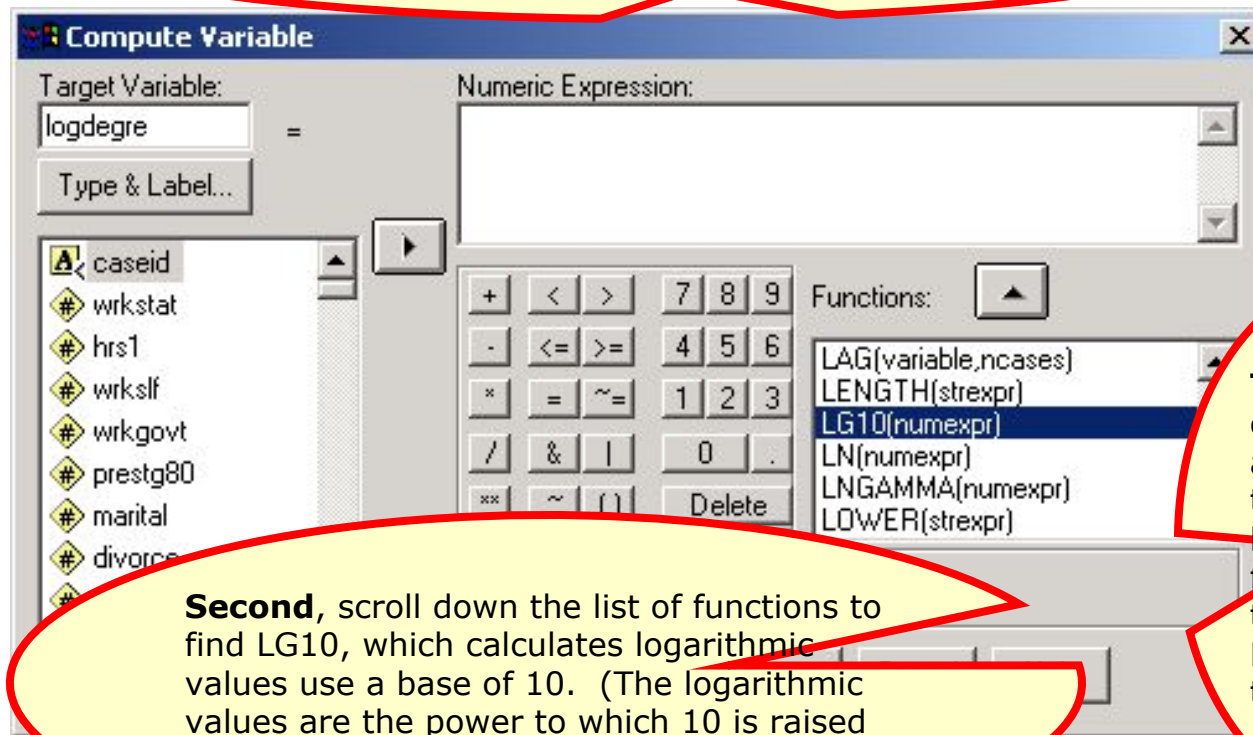 Compute Variable
Target Variable:
logdegre
=
Type & Label...
Numeric Expression:
caseid
wrkstat
hrs1
wrkslf
wrkgovt
prestg80
marital
divorce
+ < > 7 8 9
- <= >= 4 5 6
* = ~= 1 2 3
/ & | 0 .
** ~ ( ) Delete
Functions:
LAG(variable,ncases)
LENGTH(strexpr)
LG10(numexpr)
LN(numexpr)
LNGAMMA(numexpr)
LOWER(strexpr)
Second, scroll down the list of functions to
find LG10, which calculates logarithmic
values use a base of 10. (The logarithmic
values are the power to which 10 is raised